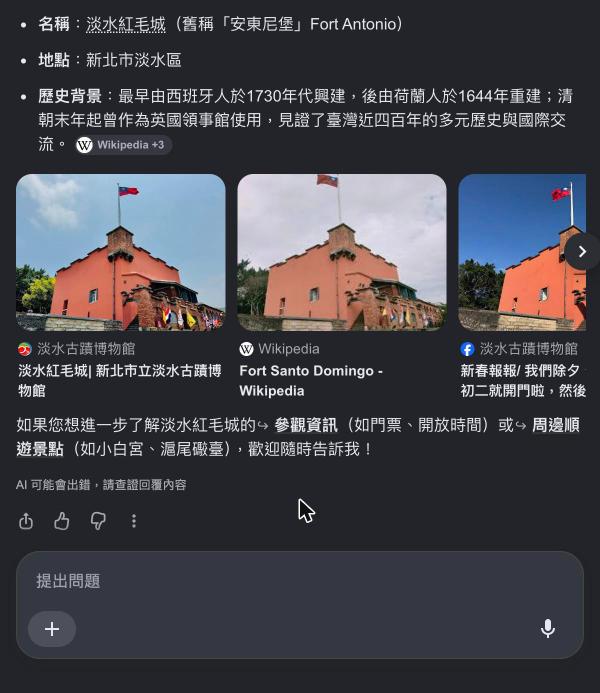 名稱：淡水紅毛城（舊稱「安東尼堡」Fort Antonio）
地點：新北市淡水區
歷史背景：最早由西班牙人於1730年代興建，後由荷蘭人於1644年重建；清
朝末年起曾作為英國領事館使用，見證了臺灣近四百年的多元歷史與國際交
流。 W Wikipedia +3
淡水古蹟博物館
淡水紅毛城| 新北市立淡水古蹟博
物館
W Wikipedia
Fort Santo Domingo -
Wikipedia
淡水古蹟博物館
新春報報/ 我們除夕
初二就開門啦，然後
如果您想進一步了解淡水紅毛城的↪ 參觀資訊（如門票、開放時間）或↪ 周邊順
遊景點（如小白宮、滬尾礮臺），歡迎隨時告訴我！
AI 可能會出錯，請查證回覆內容
提出問題